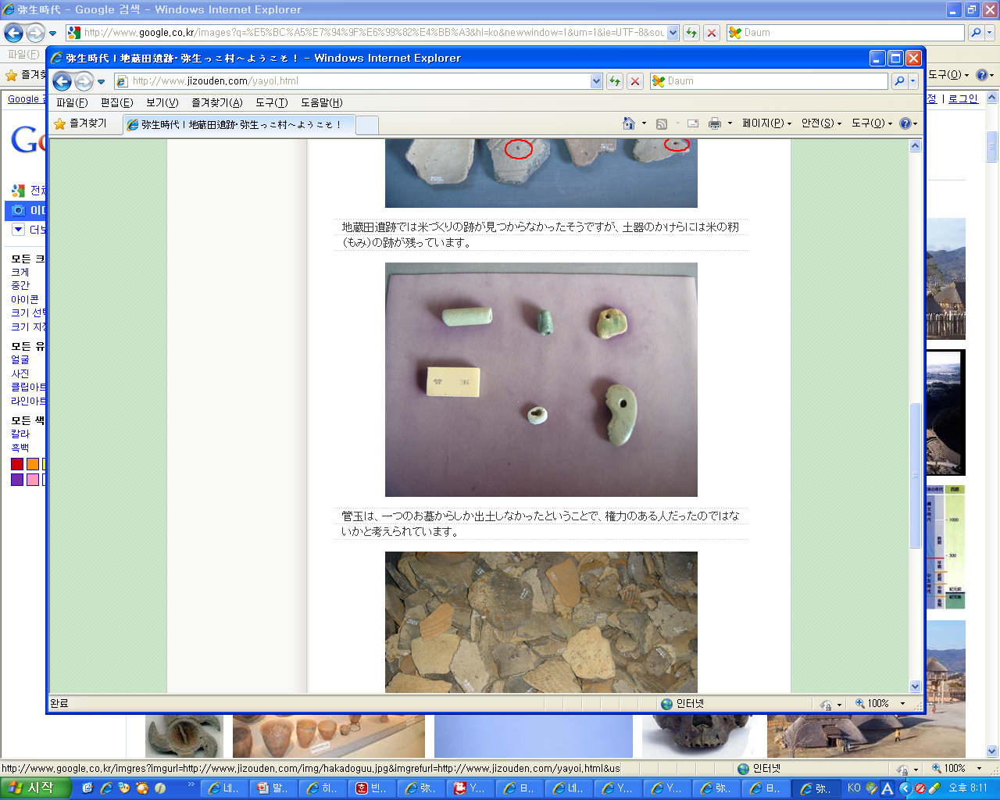 弥生時代 - Google 검색 - Windows Internet Explorer
http://www.google.co.kr/images?q=%E5%BC%A5%E7%94%9F%E6%99%82%E4%BB%A3&hl=ko&newwindow=1&um=1&ie=UTF-8&sou
Daum
파일(F)
즐겨찾
도구(O)
Google 검
정 | 로그인
전체
이미
더보
모든 크
크게
중간
아이콘
크기 선택
크기 지정
모든 유
얼굴
사진
클립아트
라인아트
모든 색
칼라
흑백
弥生時代 | 地蔵田遺跡・弥生っこ村へようこそ! - Windows Internet Explorer
http://www.jizouden.com/yayoi.html
Daum
파일(F) 편집(E) 보기(V) 즐겨찾기(A) 도구(T) 도움말(H)
즐겨찾기
弥生時代 | 地蔵田遺跡・弥生っこ村へようこそ!
페이지(P) 안전(S) 도구(O)
地蔵田遺跡では米づくりの跡が見つからなかったそうですが、土器のかけらには米の籾
(もみ)の跡が残っています。
管 玉
管玉は、一つのお墓からしか出土しなかったということで、権力のある人だったのではな
いかと考えられています。
완료
인터넷
100%
1000
500
http://www.google.co.kr/imgres?imgurl=http://www.jizouden.com/img/hakadoguu.jpg&imgrefurl=http://www.jizouden.com/yayoi.html&us
인터넷
100%
시작
네..
발..
히..
빈..
弥..
Y...
日..
네..
Y...
Y...
弥..
日..
弥..
KO
A
오후 8:11